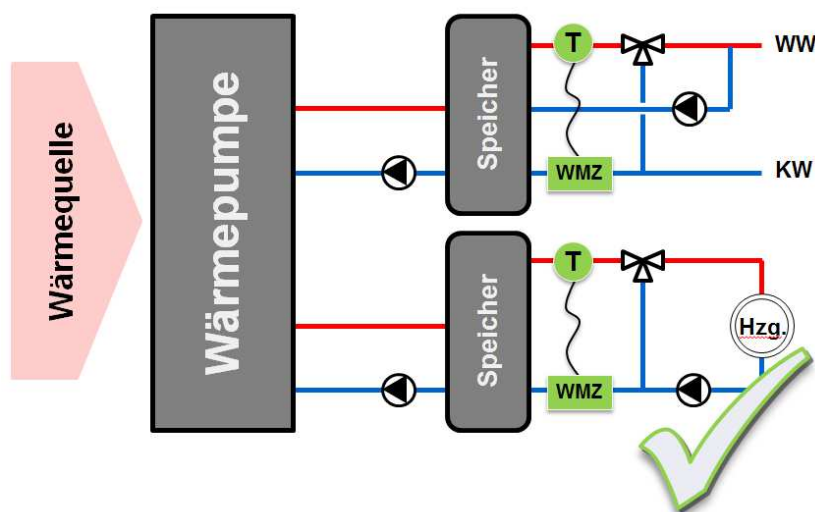 Wärmequelle
Wärmepumpe
Speicher
T
WW
WMZ
KW
Speicher
T
Hzg.
WMZ